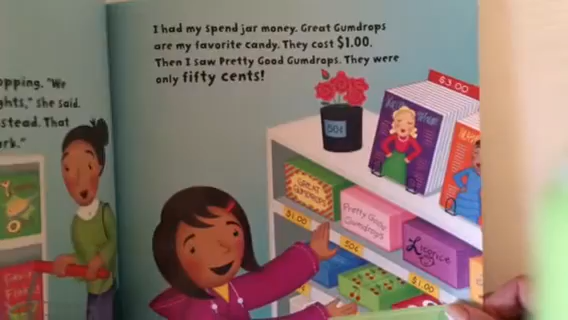 opping. "We
ghts," she said.
stead. That
ork."
I had my spend jar money. Great Gumdrops
are my favorite candy. They cost $1.00.
Then I saw Pretty Good Gumdrops. They were
only fifty cents!
$3.00
50¢
GREAT
GUMDROPS
Pretty Good
Gumdrops
Licorice
$1.00
50¢
$1.00